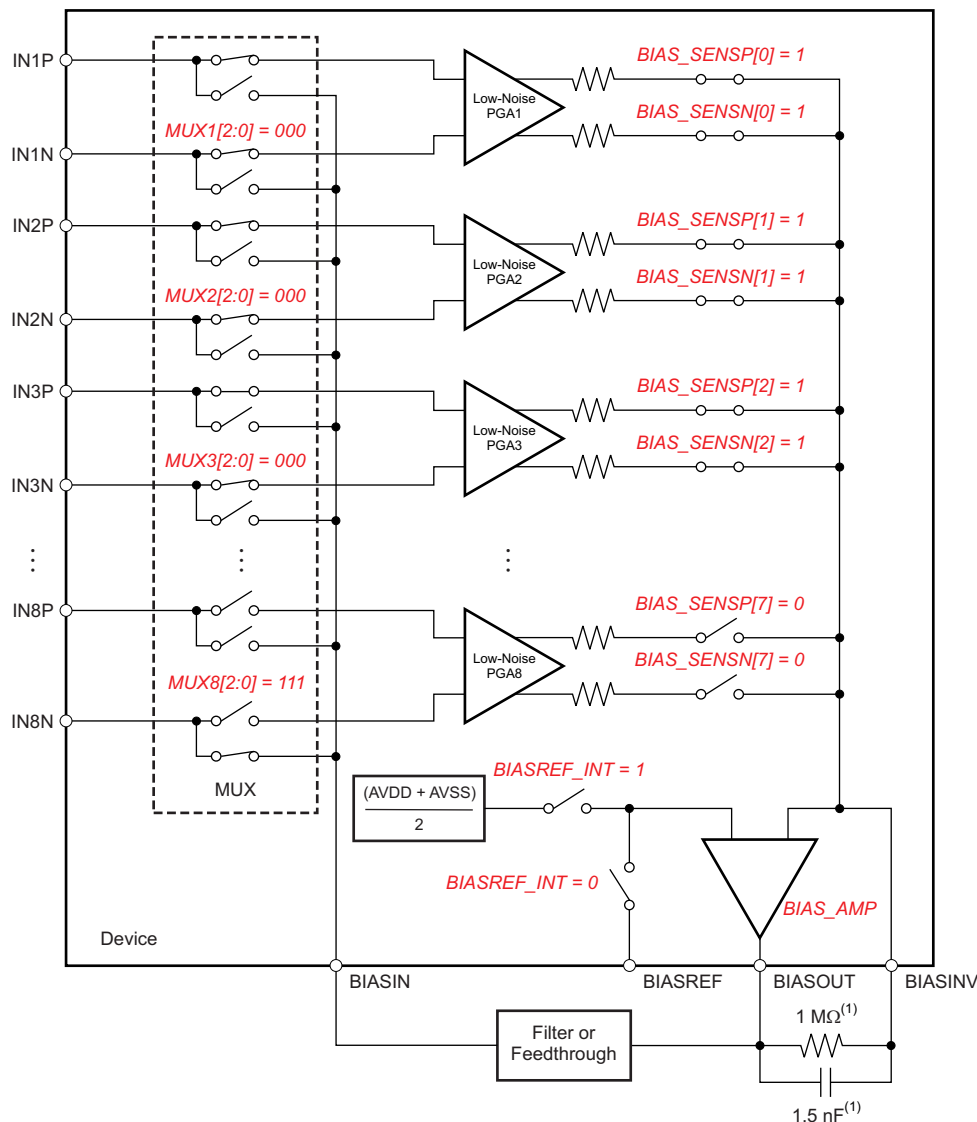 IN1P
BIAS_SENSP[0] = 1
Low-Noise
PGA1
BIAS_SENSN[0] = 1
MUX1[2:0] = 000
IN1N
IN2P
BIAS_SENSP[1] = 1
Low-Noise
PGA2
BIAS_SENSN[1] = 1
MUX2[2:0] = 000
IN2N
IN3P
BIAS_SENSP[2] = 1
Low-Noise
PGA3
BIAS_SENSN[2] = 1
MUX3[2:0] = 000
IN3N
IN8P
BIAS_SENSP[7] = 0
Low-Noise
PGA8
BIAS_SENSN[7] = 0
MUX8[2:0] = 111
IN8N
MUX
BIASREF_INT = 1
(AVDD + AVSS)
2
BIASREF_INT = 0
BIAS_AMP
Device
BIASIN
BIASREF
BIASOUT
BIASINV
1 MΩ(1)
Filter or
Feedthrough
1.5 nF(1)